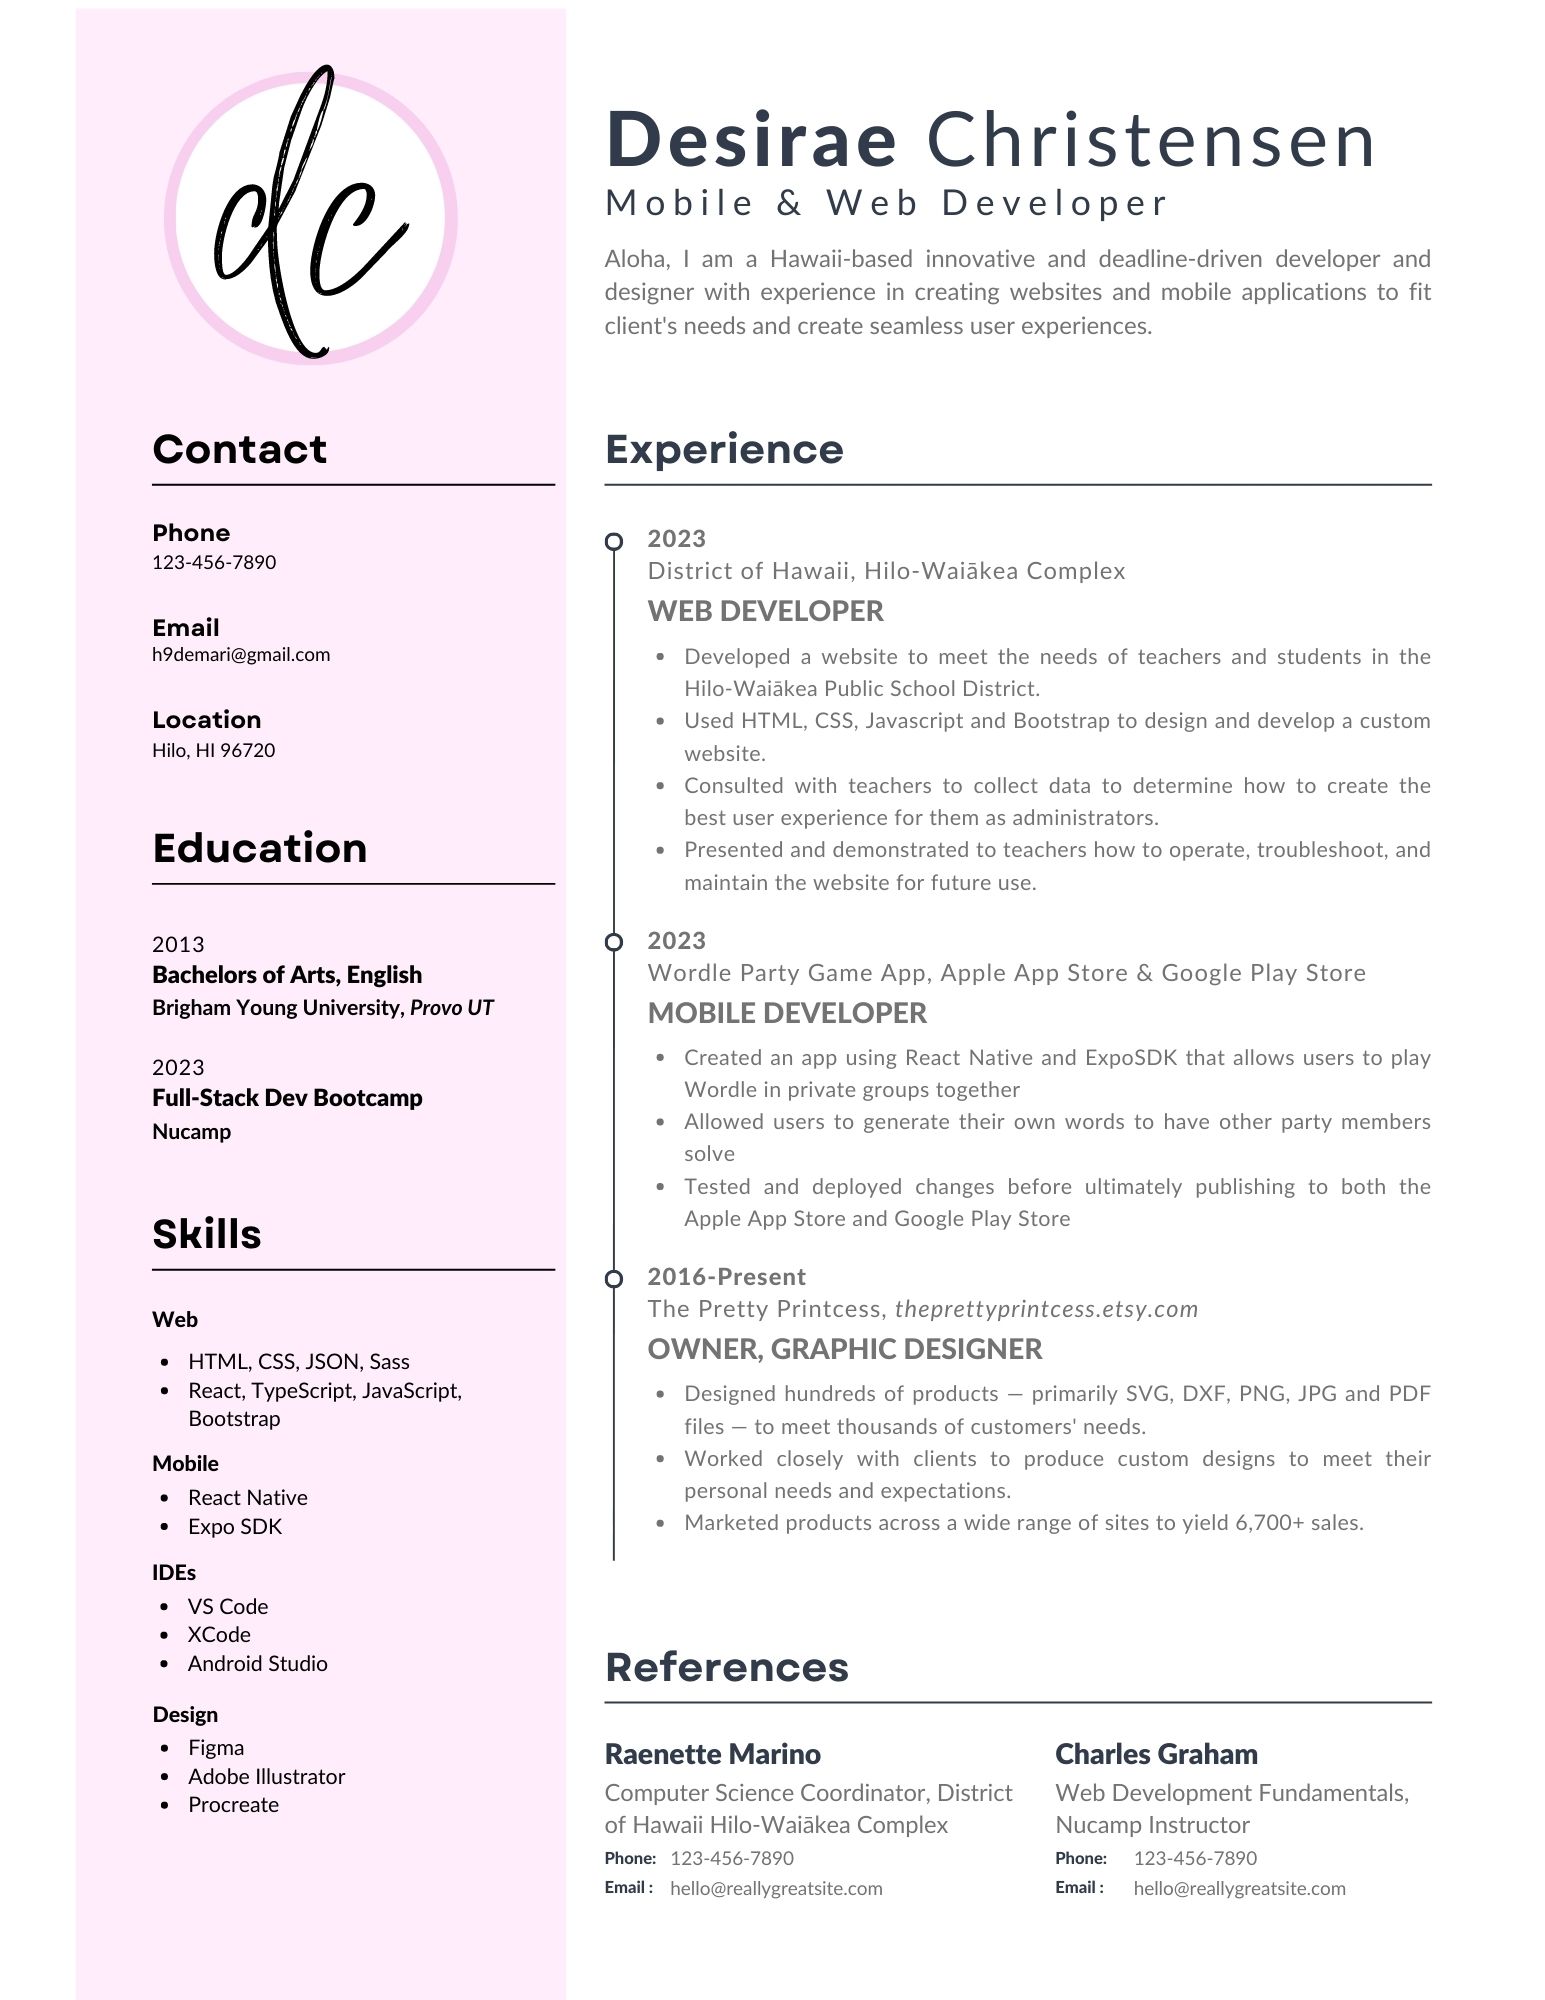 dc
Contact
Phone
123-456-7890
Email
h9demari@gmail.com
Location
Hilo, HI 96720
Education
2013
Bachelors of Arts, English
Brigham Young University, Provo UT
2023
Full-Stack Dev Bootcamp
Nucamp
Skills
Web
• HTML, CSS, JSON, Sass
• React, TypeScript, JavaScript,
Bootstrap
Mobile
• React Native
• Expo SDK
IDEs
• VS Code
• XCode
• Android Studio
Design
• Figma
• Adobe Illustrator
• Procreate
Desirae Christensen
Mobile & Web Developer
Aloha, I am a Hawaii-based innovative and deadline-driven developer and
designer with experience in creating websites and mobile applications to fit
client's needs and create seamless user experiences.
Experience
2023
District of Hawaii, Hilo-Waiākea Complex
WEB DEVELOPER
• Developed a website to meet the needs of teachers and students in the
Hilo-Waiākea Public School District.
• Used HTML, CSS, Javascript and Bootstrap to design and develop a custom
website.
• Consulted with teachers to collect data to determine how to create the
best user experience for them as administrators.
• Presented and demonstrated to teachers how to operate, troubleshoot, and
maintain the website for future use.
2023
Wordle Party Game App, Apple App Store & Google Play Store
MOBILE DEVELOPER
• Created an app using React Native and ExpoSDK that allows users to play
Wordle in private groups together
• Allowed users to generate their own words to have other party members
solve
• Tested and deployed changes before ultimately publishing to both the
Apple App Store and Google Play Store
2016-Present
The Pretty Printcess, theprettyprintcess.etsy.com
OWNER, GRAPHIC DESIGNER
• Designed hundreds of products — primarily SVG, DXF, PNG, JPG and PDF
files — to meet thousands of customers' needs.
• Worked closely with clients to produce custom designs to meet their
personal needs and expectations.
• Marketed products across a wide range of sites to yield 6,700+ sales.
References
Raenette Marino
Computer Science Coordinator, District
of Hawaii Hilo-Waiākea Complex
Phone: 123-456-7890
Email : hello@reallygreatsite.com
Charles Graham
Web Development Fundamentals,
Nucamp Instructor
Phone: 123-456-7890
Email : hello@reallygreatsite.com